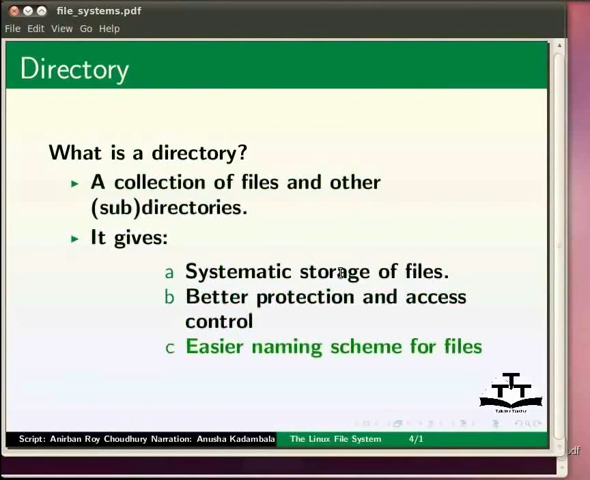 file_systems.pdf
File Edit View Go Help
Directory
What is a directory?
A collection of files and other
(sub)directories.
It gives:
a Systematic storage of files.
b Better protection and access
control
c Easier naming scheme for files
Script: Anirban Roy Choudhury Narration: Anusha Kadambala
The Linux File System
4/1